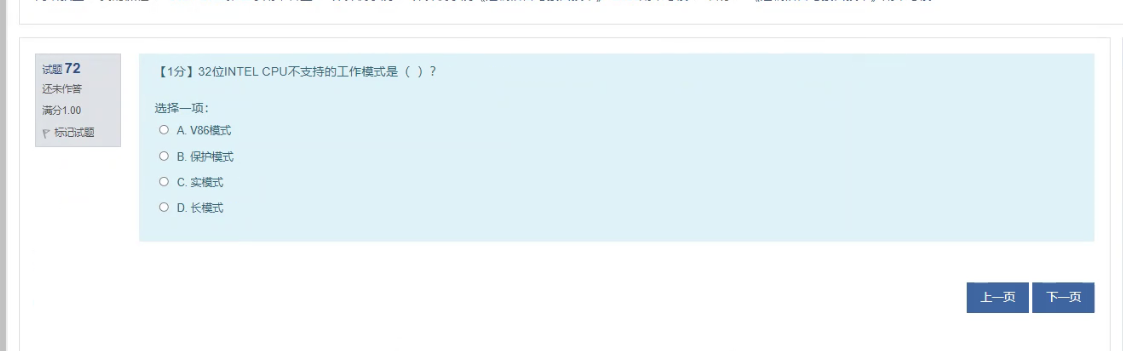 试题 72
还未作答
满分1.00
标记试题
【1分】32位INTEL CPU不支持的工作模式是（ ）？
选择一项：
A. V86模式
B. 保护模式
C. 实模式
D. 长模式
上一页 下一页